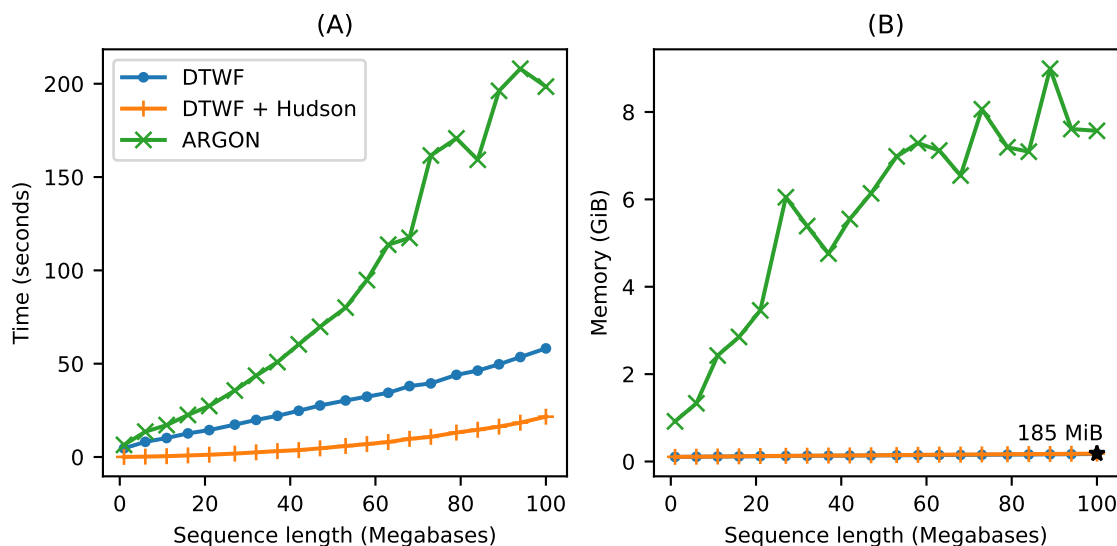 (A)
(B)
DTWF
DTWF + Hudson
ARGON
Time (seconds)
200
150
100
50
0
0 20 40 60 80 100
Sequence length (Megabases)
Memory (GiB)
8
6
4
2
0
185 MiB
0 20 40 60 80 100
Sequence length (Megabases)